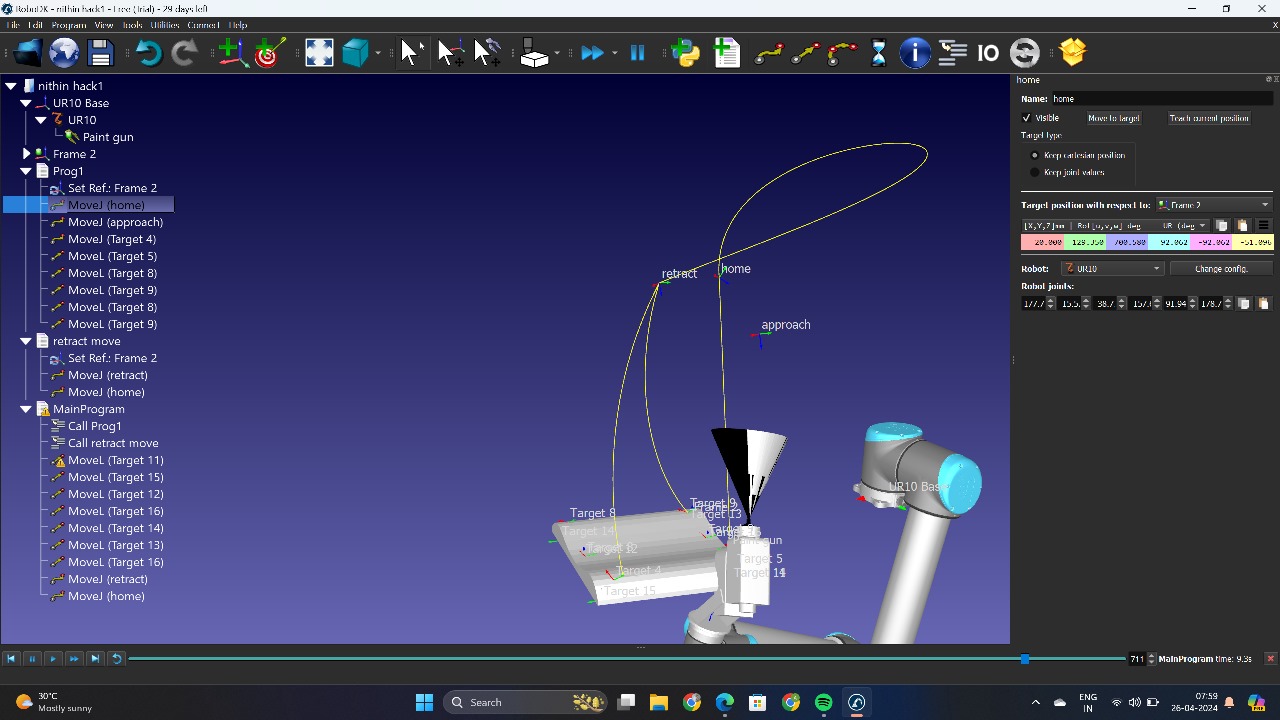 RoboDK - nithin hack1 - Free (Trial) - 29 days left
File Edit Program View Tools Utilities Connect Help
IO
nithin hack1
UR10 Base
UR10
Paint gun
Frame 2
Prog1
Set Ref.: Frame 2
MoveJ (home)
MoveJ (approach)
MoveJ (Target 4)
MoveL (Target 5)
MoveL (Target 8)
MoveL (Target 9)
MoveL (Target 8)
MoveL (Target 9)
retract move
Set Ref.: Frame 2
MoveJ (retract)
MoveJ (home)
MainProgram
Call Prog1
Call retract move
MoveL (Target 11)
MoveL (Target 15)
MoveL (Target 12)
MoveL (Target 16)
MoveL (Target 14)
MoveL (Target 13)
MoveL (Target 16)
MoveJ (retract)
MoveJ (home)
retract
home
approach
UR10 Base
Target 9
Target 8
Target 13
Target 14
Target 12
Paint gun
Target 5
Target 4
Target 15
home
Name: home
Visible Move to target Teach current position
Target type
Keep cartesian position
Keep joint values
Target position with respect to: Frame 2
[X,Y,Z]mm | Rot[u,v,w] deg UR (deg
20.000 129.350 700.580 92.062 -92.062 -51.096
Robot: UR10 Change config.
Robot joints:
177.7 15.5. 38.7. 91.94 178.7
711 MainProgram time: 9.3s
30°C
Mostly sunny
Search
ENG
IN
07:59
26-04-2024